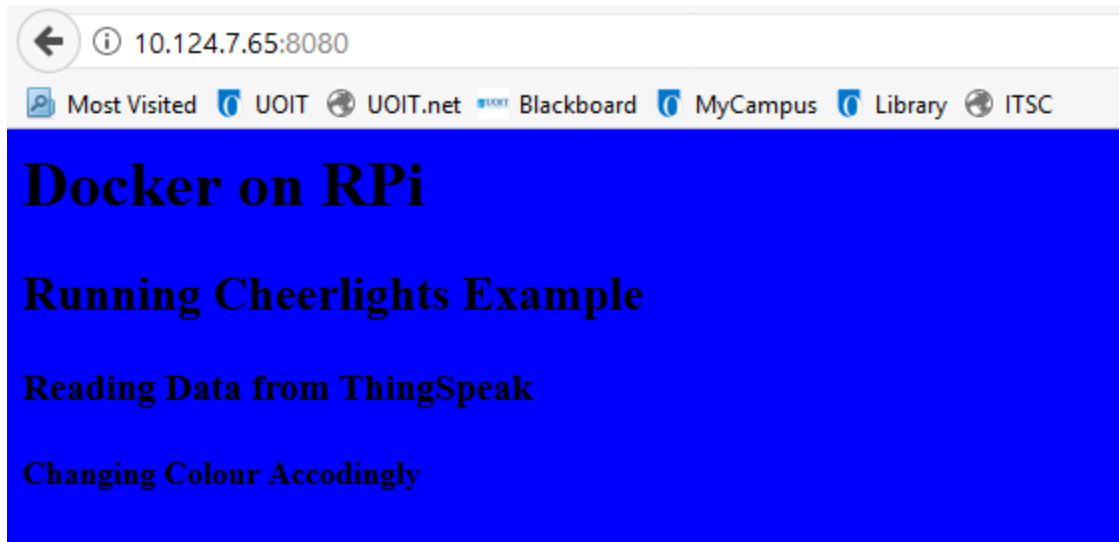 10.124.7.65:8080
Most Visited UOIT UOIT.net Blackboard MyCampus Library ITSC
Docker on RPi
Running Cheerlights Example
Reading Data from ThingSpeak
Changing Colour Accodingly